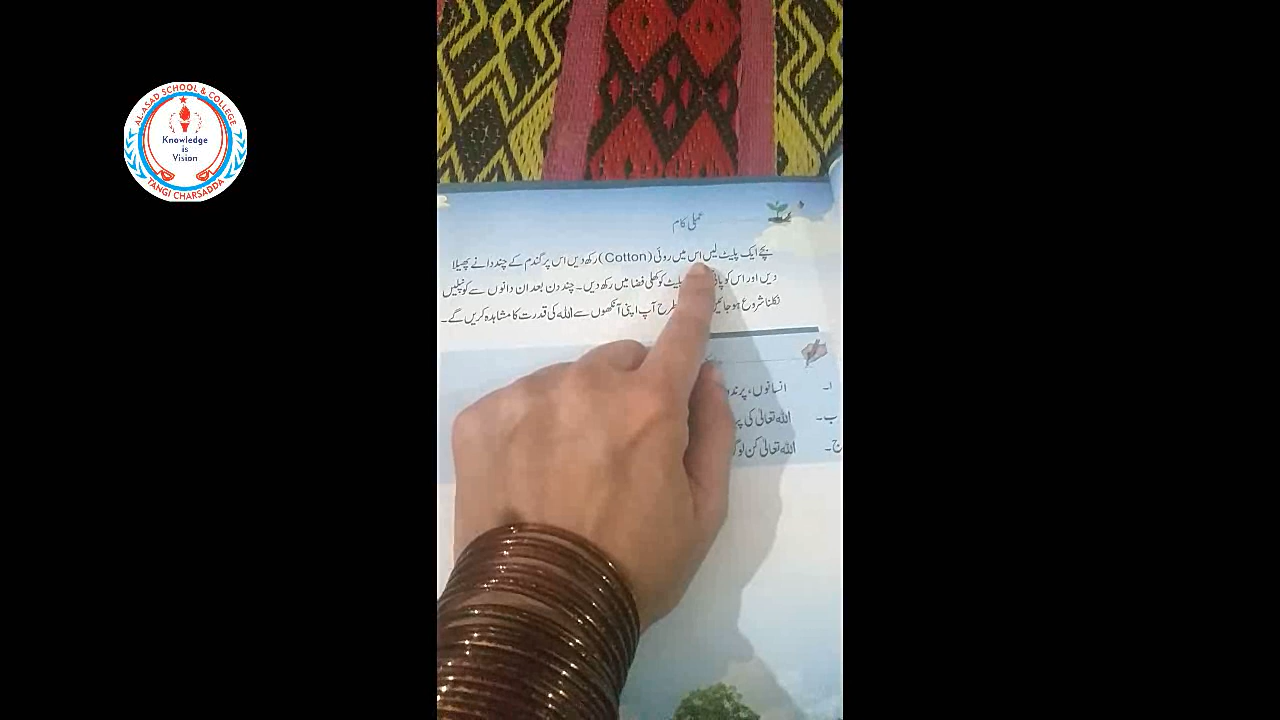 AL-ASAD SCHOOL & COLLEGE
Knowledge
is
Vision
TANGI CHARSADDA
عملی کام
بچے ایک پلیٹ لیں اس میں روئی (Cotton) رکھ دیں اس پر گندم کے چند دانے پھیلا
دیں اور اس کو پلیٹ کو کھلی فضا میں رکھ دیں۔ چند دن بعد ان دانوں سے کونپلیں
نکلنا شروع ہو جائیں آپ اپنی آنکھوں سے اللہ کی قدرت کا مشاہدہ کریں گے۔
ا۔ انسانوں،
ب۔ اللہ تعالیٰ کی
ج۔ اللہ تعالیٰ کن